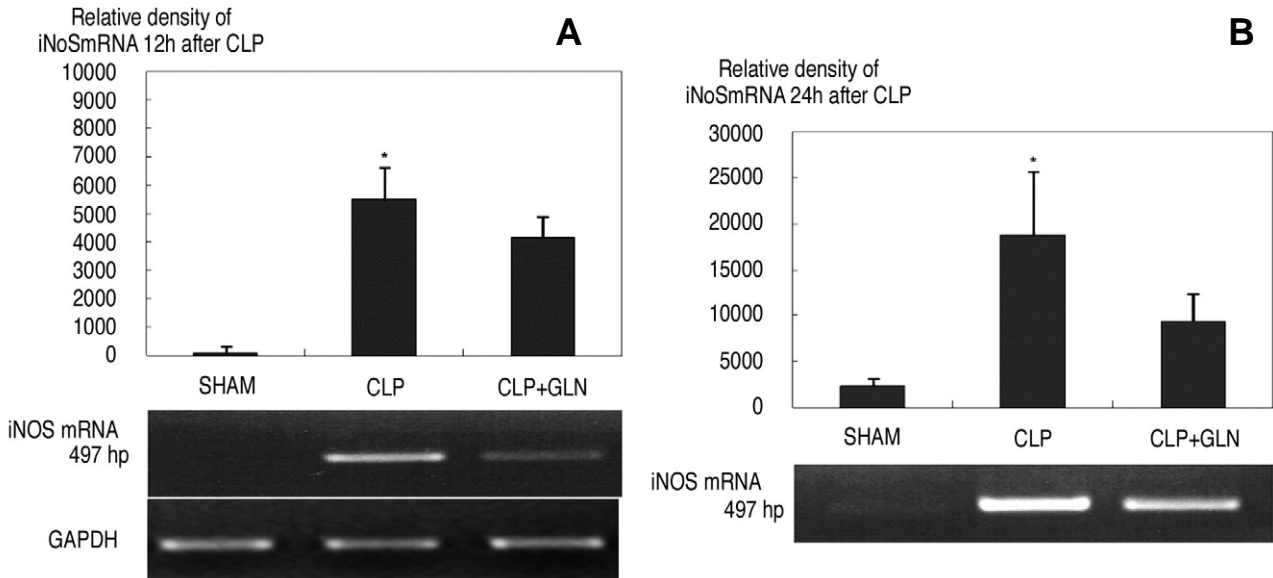 A
Relative density of
iNoSmRNA 12h after CLP
10000
9000
8000
7000
6000
5000
4000
3000
2000
1000
0
*
SHAM CLP CLP+GLN
iNOS mRNA
497 hp
GAPDH
B
Relative density of
iNoSmRNA 24h after CLP
30000
25000
20000
15000
10000
5000
0
*
SHAM CLP CLP+GLN
iNOS mRNA
497 hp